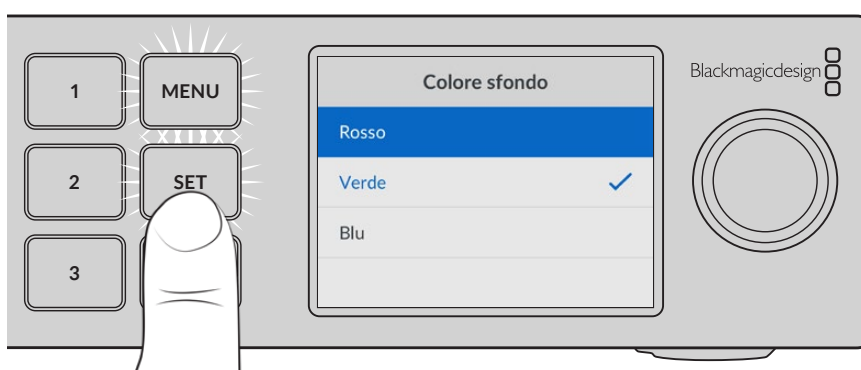 1
MENU
2
SET
3
Colore sfondo
Rosso
Verde
Blu
Blackmagicdesign